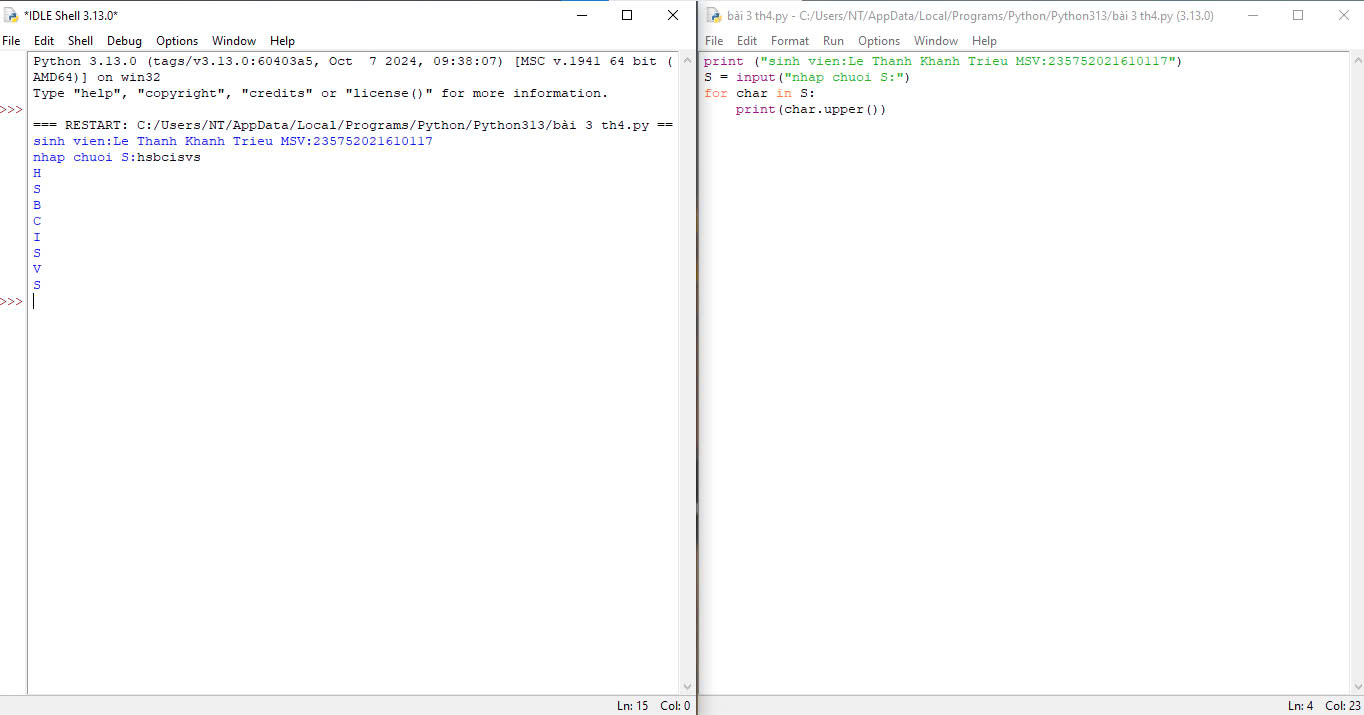 *IDLE Shell 3.13.0*
File Edit Shell Debug Options Window Help
Python 3.13.0 (tags/v3.13.0:60403a5, Oct  7 2024, 09:38:07) [MSC v.1941 64 bit (
AMD64)] on win32
Type "help", "copyright", "credits" or "license()" for more information.
>>>
=== RESTART: C:/Users/NT/AppData/Local/Programs/Python/Python313/bài 3 th4.py ==
sinh vien:Le Thanh Khanh Trieu MSV:235752021610117
nhap chuoi S:hsbcisvs
H
S
B
C
I
S
V
S
>>>
Ln: 15 Col: 0
bài 3 th4.py - C:/Users/NT/AppData/Local/Programs/Python/Python313/bài 3 th4.py (3.13.0)
File Edit Format Run Options Window Help
print ("sinh vien:Le Thanh Khanh Trieu MSV:235752021610117")
S = input("nhap chuoi S:")
for char in S:
    print(char.upper())
Ln: 4 Col: 23